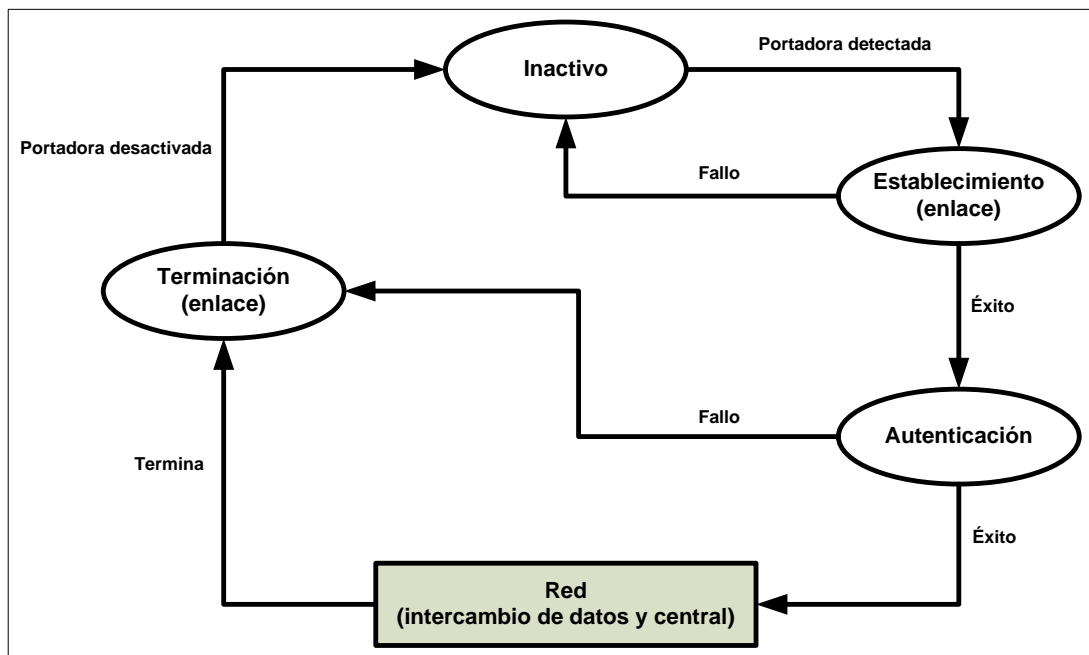 Portadora detectada
Inactivo
Portadora desactivada
Fallo
Establecimiento
(enlace)
Terminación
(enlace)
Éxito
Fallo
Autenticación
Termina
Éxito
Red
(intercambio de datos y central)